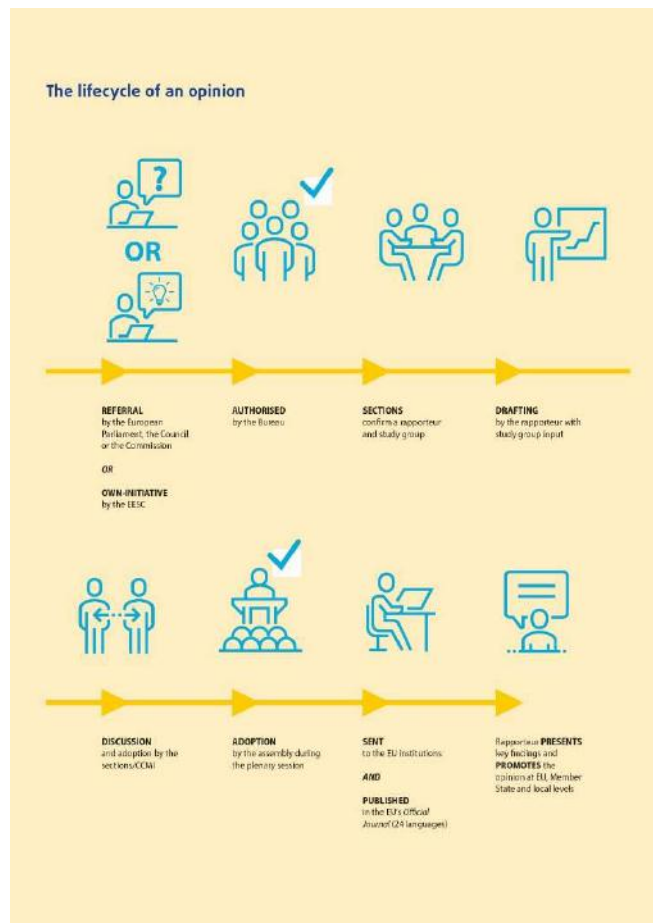 The lifecycle of an opinion
?
OR
REFERRAL
by the European
Parliament, the Council
or the Commission
OR
OWN-INITIATIVE
by the EESC
AUTHORISED
by the Bureau
SECTIONS
confirm a rapporteur
and study group
DRAFTING
by the rapporteur with
study group input
DISCUSSION
and adoption by the
sections/CCMI
ADOPTION
by the assembly during
the plenary session
SENT
to the EU institutions
AND
PUBLISHED
in the EU's Official
Journal (24 languages)
Rapporteur PRESENTS
key findings and
PROMOTES the
opinion at EU, Member
State and local levels